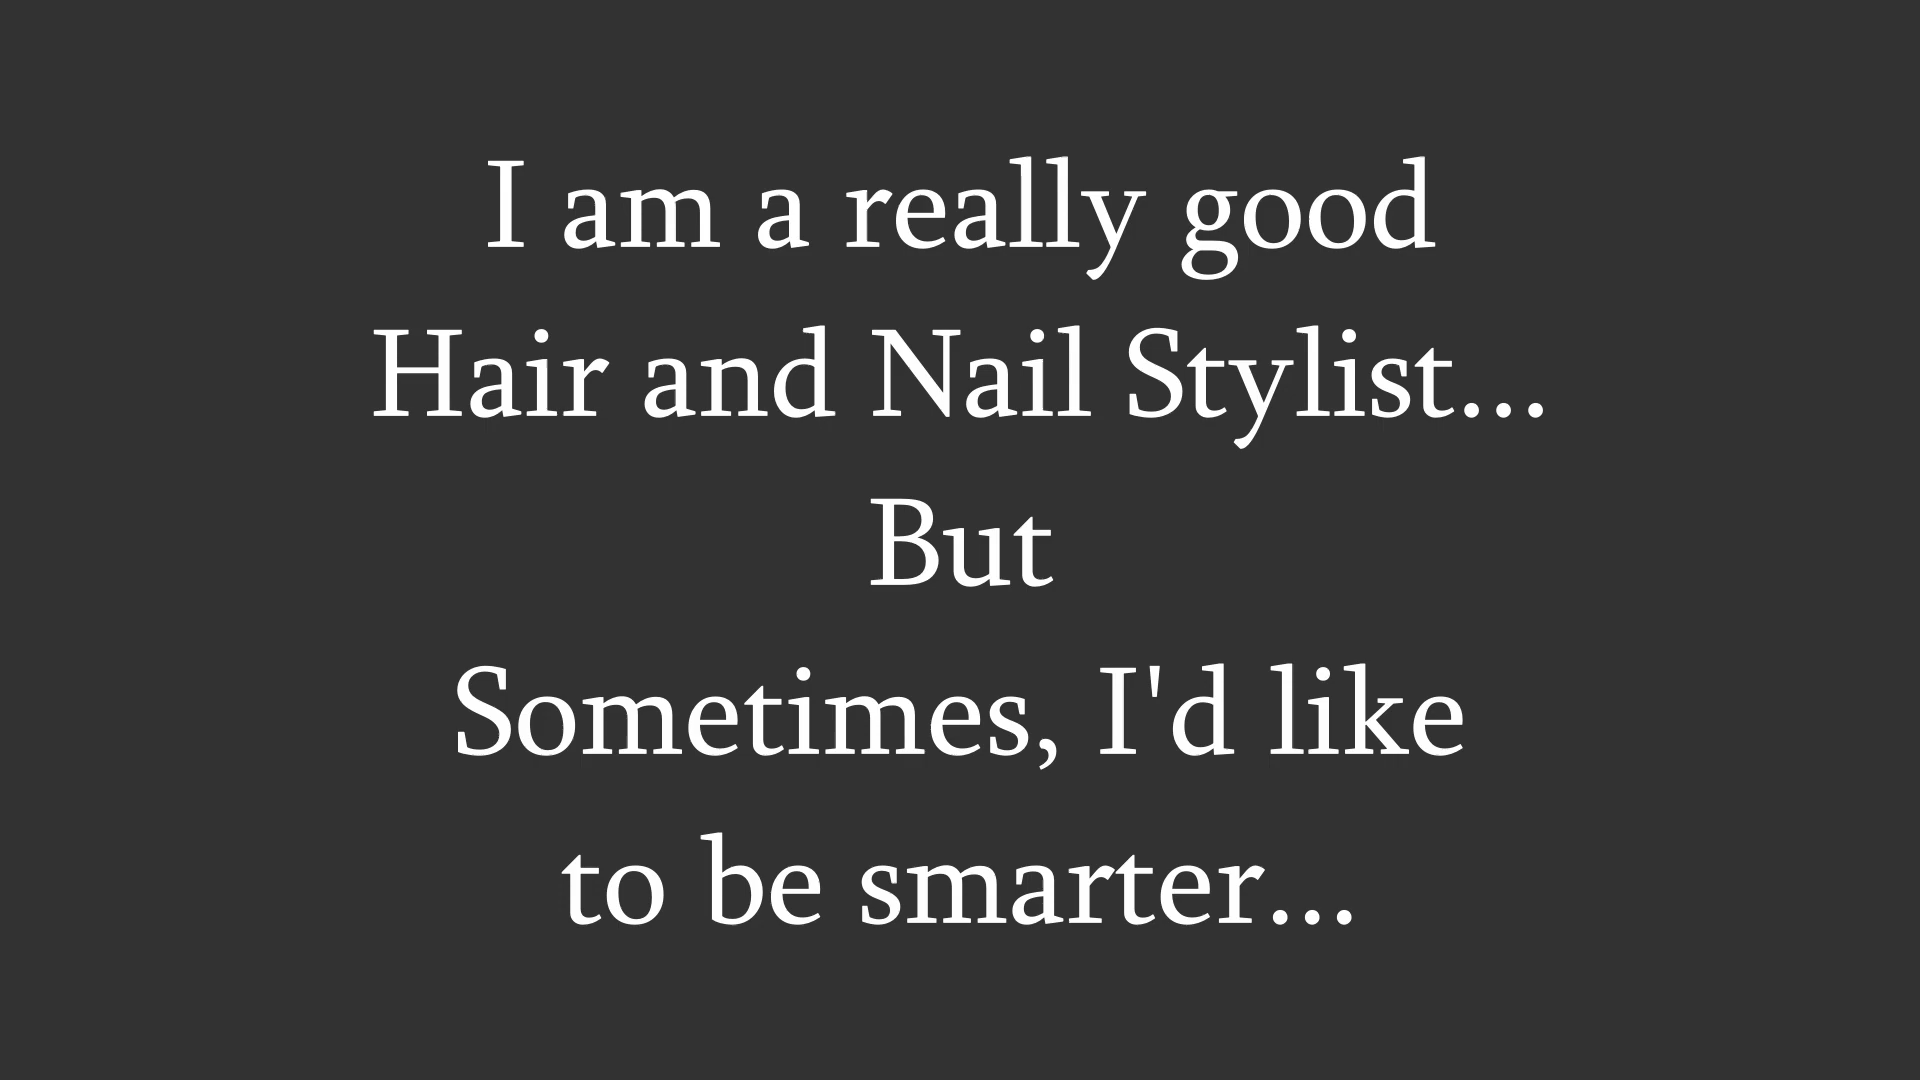 I am a really good
Hair and Nail Stylist...
But
Sometimes, I'd like
to be smarter...